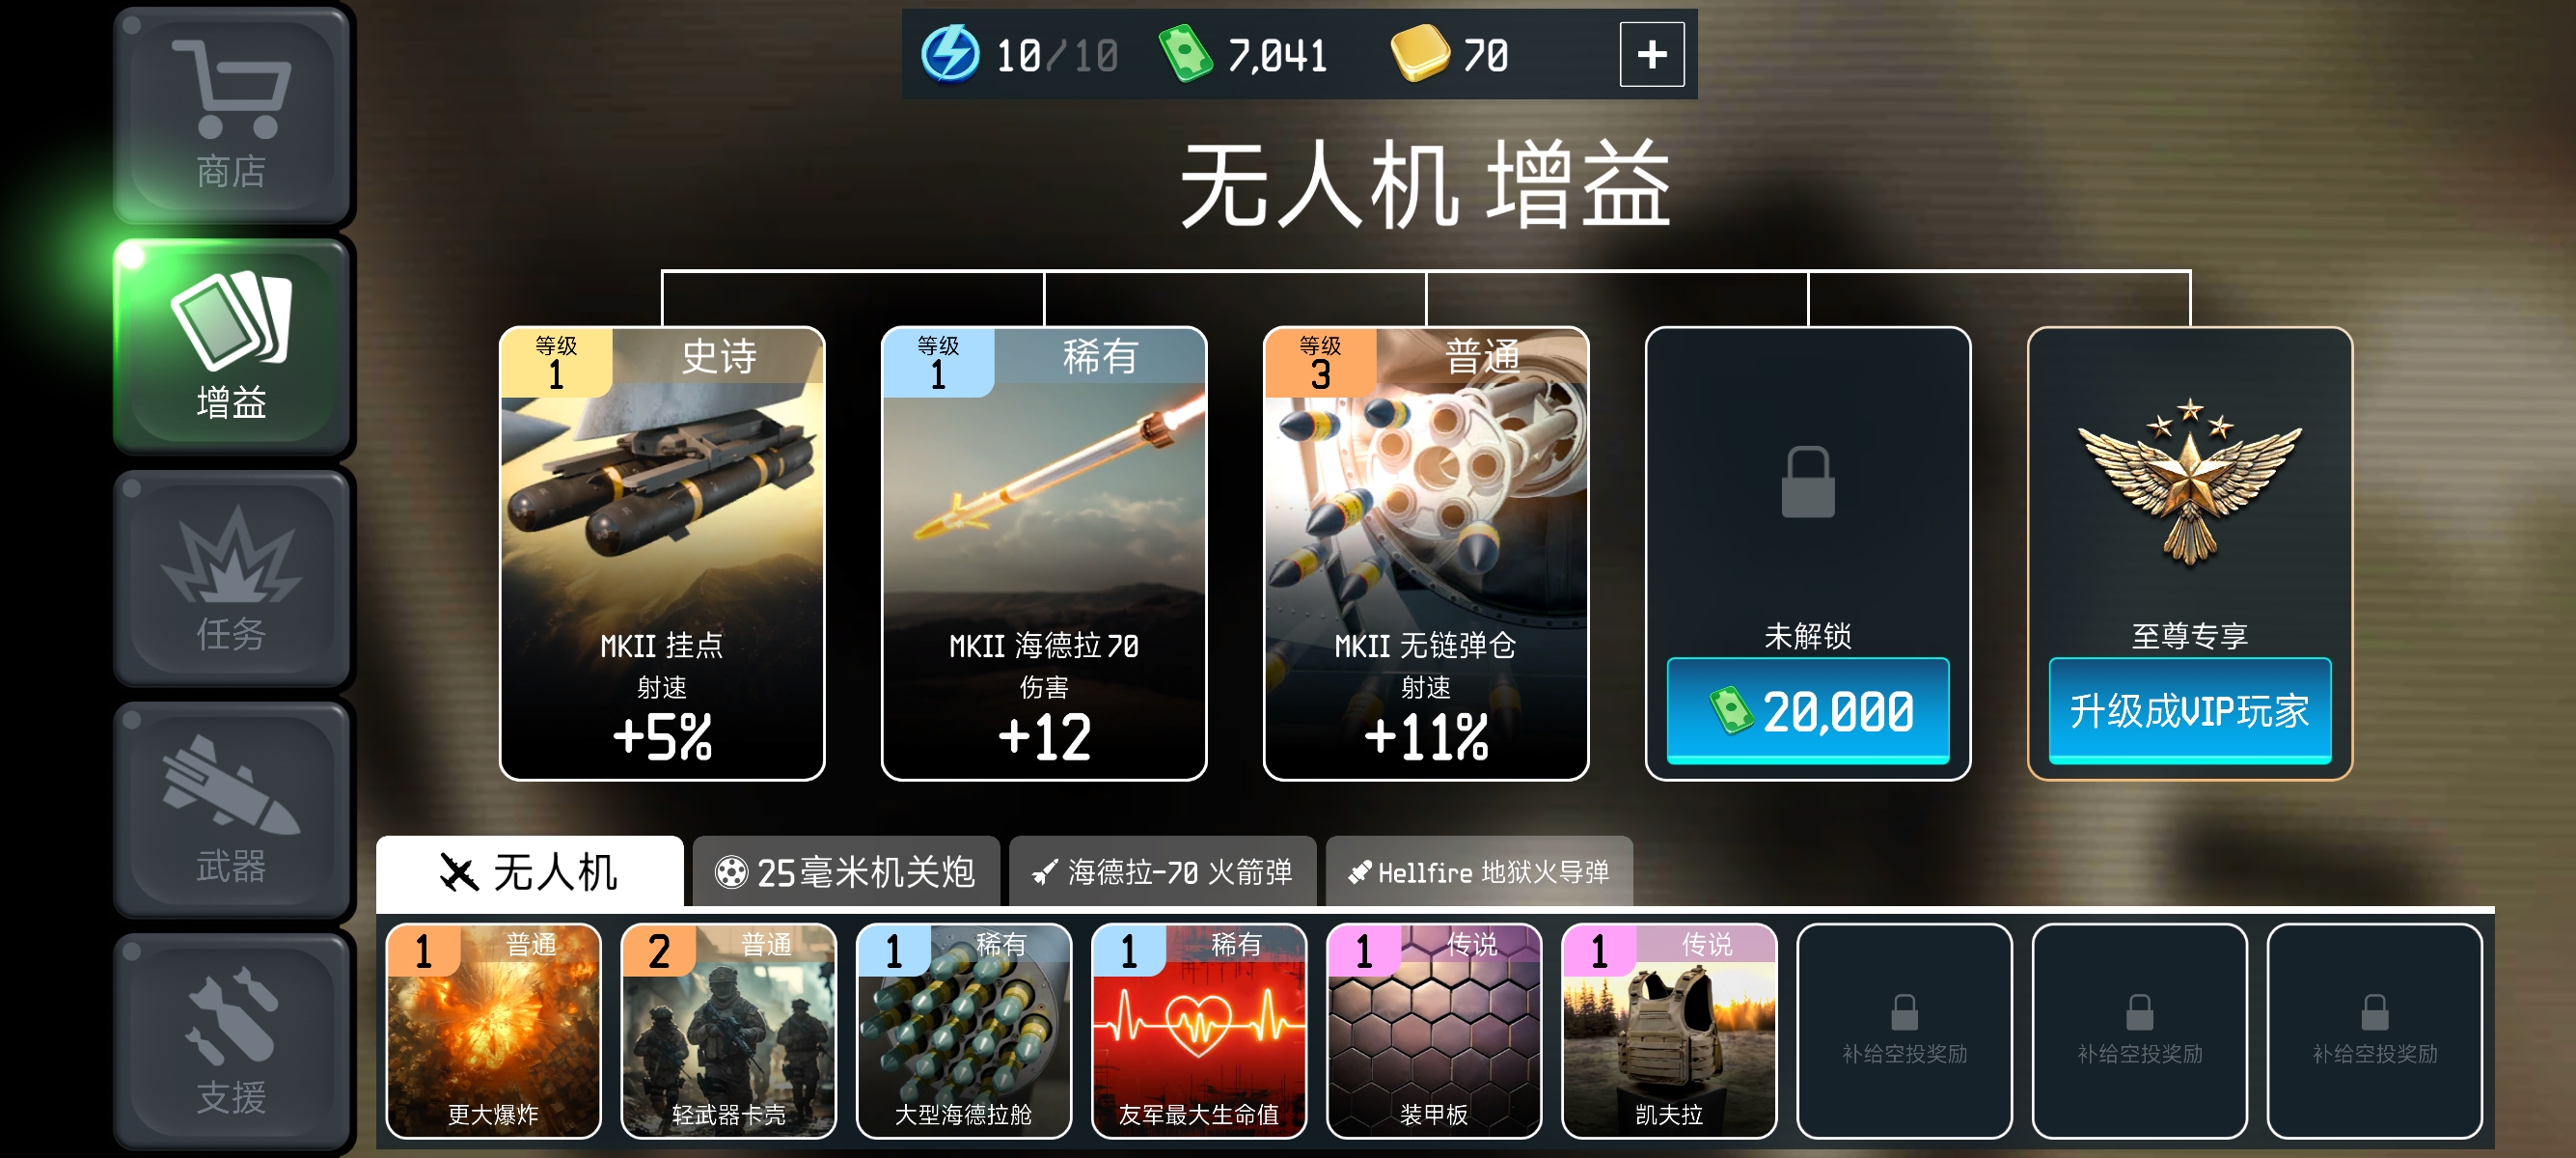 10/10
7,041
70
+
商店
增益
任务
武器
支援
无人机 增益
等级
1
史诗
MKII 挂点
射速
+5%
等级
1
稀有
MKII 海德拉70
伤害
+12
等级
3
普通
MKII 无链弹仓
射速
+11%
未解锁
20,000
至尊专享
升级成VIP玩家
无人机
25毫米机关炮
海德拉-70 火箭弹
Hellfire 地狱火导弹
1 普通
更大爆炸
2 普通
轻武器卡壳
1 稀有
大型海德拉舱
1 稀有
友军最大生命值
1 传说
装甲板
1 传说
凯夫拉
补给空投奖励
补给空投奖励
补给空投奖励